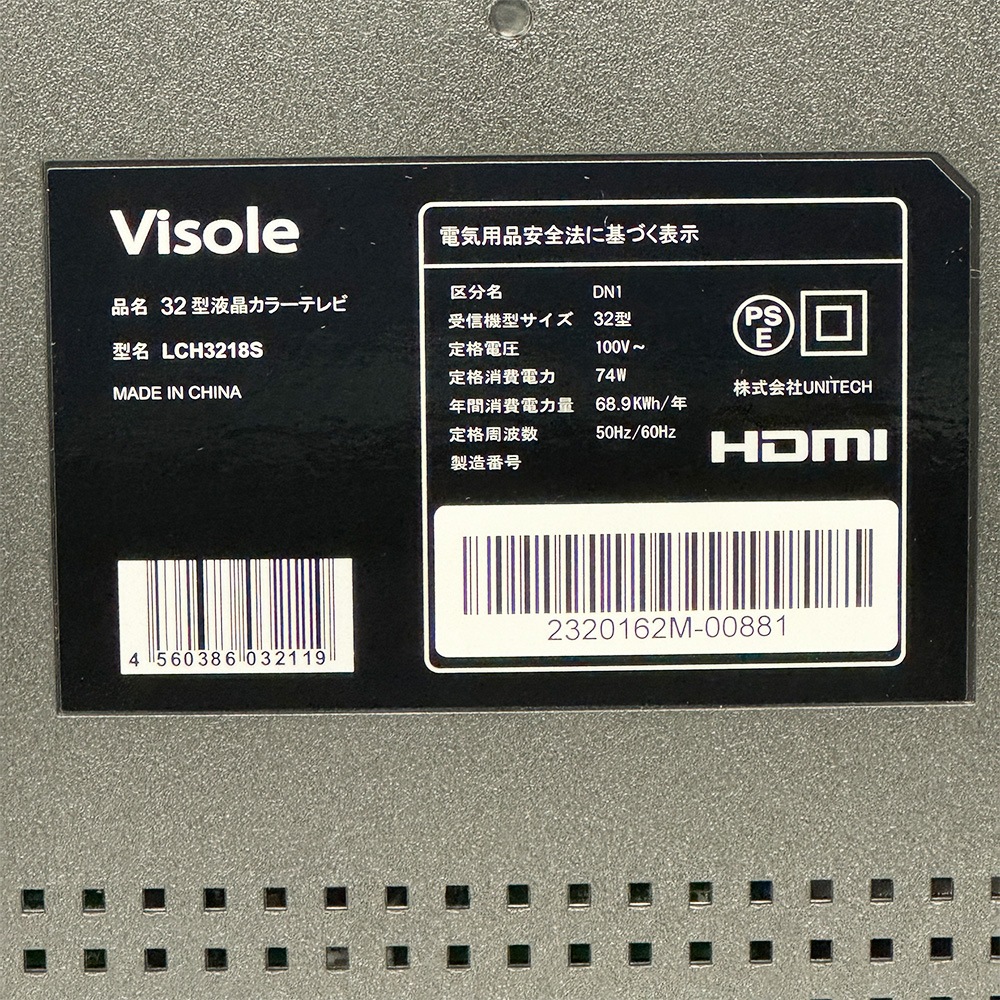 Visole
品名 32型液晶カラーテレビ
型名 LCH3218S
MADE IN CHINA
4 560386 032119
電気用品安全法に基づく表示
区分名 DN1
受信機型サイズ 32型
定格電圧 100V~
定格消費電力 74W
年間消費電力量 68.9KWh/年
定格周波数 50Hz/60Hz
製造番号
PS
E
株式会社UNITECH
HDMI
2320162M-00881